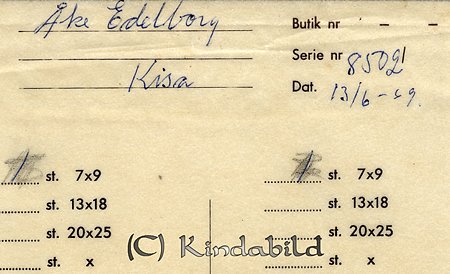 Åke Edelborg
Butik nr - - -
Serie nr 8502
Kisa
Dat. 13/6-59.
st. 7x9 st. 7x9
st. 13x18 st. 13x18
st. 20x25 st. 20x25
st. x st. x
(C) Kindabild